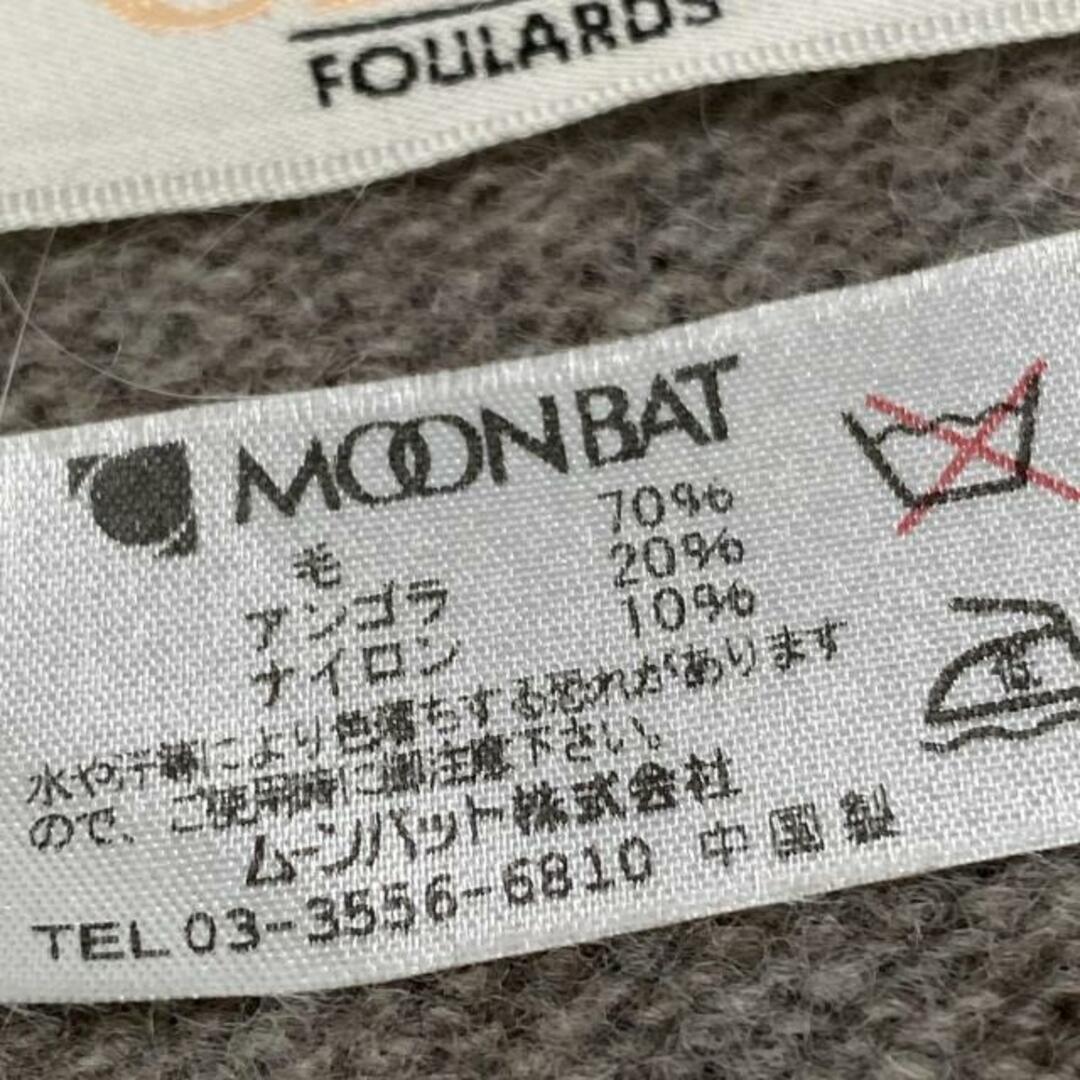 FOULARDS
MOONBAT
毛 70%
アンゴラ 20%
ナイロン 10%
水や汗等により色落ちする恐れがあります
ので、ご使用時に御注意下さい。
ムーンバット株式会社
TEL 03-3556-6810 中国製